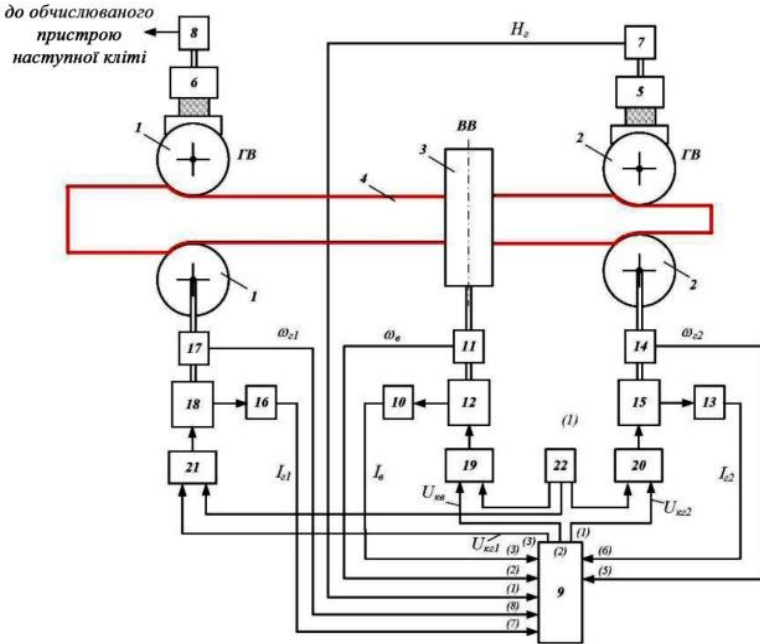 до обчислюваного
пристрою
наступної кліті
8
7
Hг
6
5
1
ГВ
ВВ
3
2
ГВ
4
1
2
17
ωг1
ωв
11
14
ωг2
18
16
10
12
(1)
15
13
21
Iг1
Iв
19
22
20
Iг2
Uкв
Uкг2
Uкг1
(3)
(2)
(1)
(3)
(6)
(2)
9
(5)
(1)
(8)
(7)